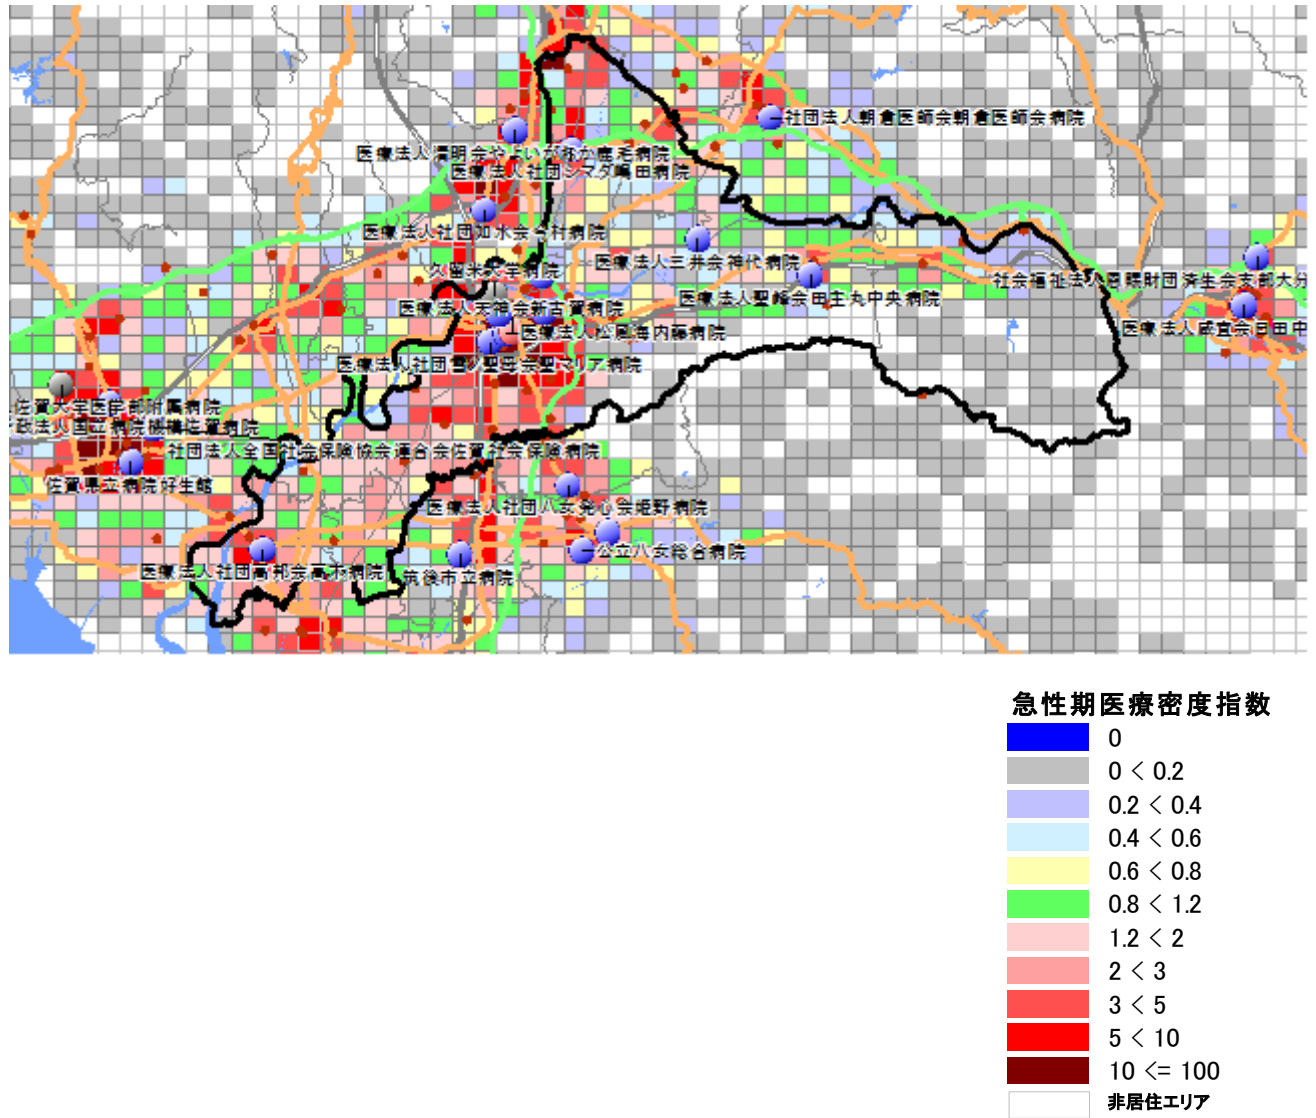 社団法人朝倉医師会朝倉医師会病院
医療法人清明会やよいがおか鹿毛病院
医療法人社団シマダ嶋田病院
医療法人社団如水会今村病院
久留米大学病院
医療法人三井会神代病院
社会福祉法人恩賜財団済生会支部大分
医療法人聖峰会田主丸中央病院
医療法人天神会新古賀病院
医療法人松風海内藤病院
医療法人社団雪ノ聖母会聖マリア病院
佐賀大学医学部附属病院
政法人国立病院機構佐賀病院
社団法人全国社会保険協会連合会佐賀社会保険病院
佐賀県立病院好生館
医療法人社団八女発心会姫野病院
公立八女総合病院
医療法人社団高邦会高木病院
筑後市立病院
急性期医療密度指数
0
0 < 0.2
0.2 < 0.4
0.4 < 0.6
0.6 < 0.8
0.8 < 1.2
1.2 < 2
2 < 3
3 < 5
5 < 10
10 <= 100
非居住エリア